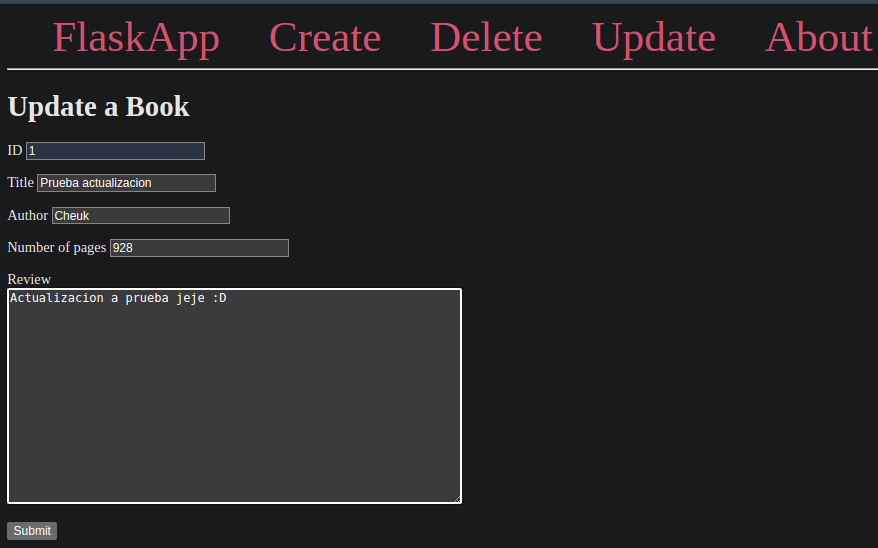 FlaskApp Create Delete Update About
Update a Book
ID 1
Title Prueba actualizacion
Author Cheuk
Number of pages 928
Review
Actualizacion a prueba jeje :D
Submit